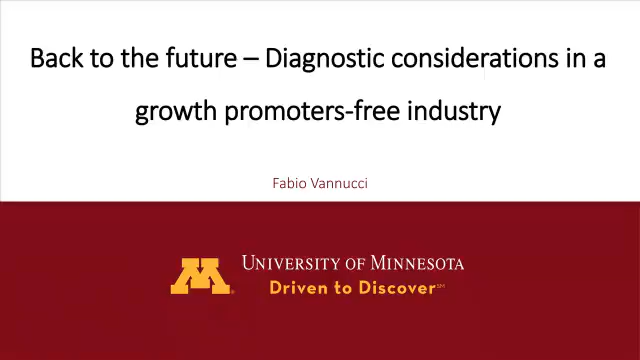 Back to the future – Diagnostic considerations in a
growth promoters-free industry
Fabio Vannucci
M.
UNIVERSITY OF MINNESOTA
Driven to Discover℠